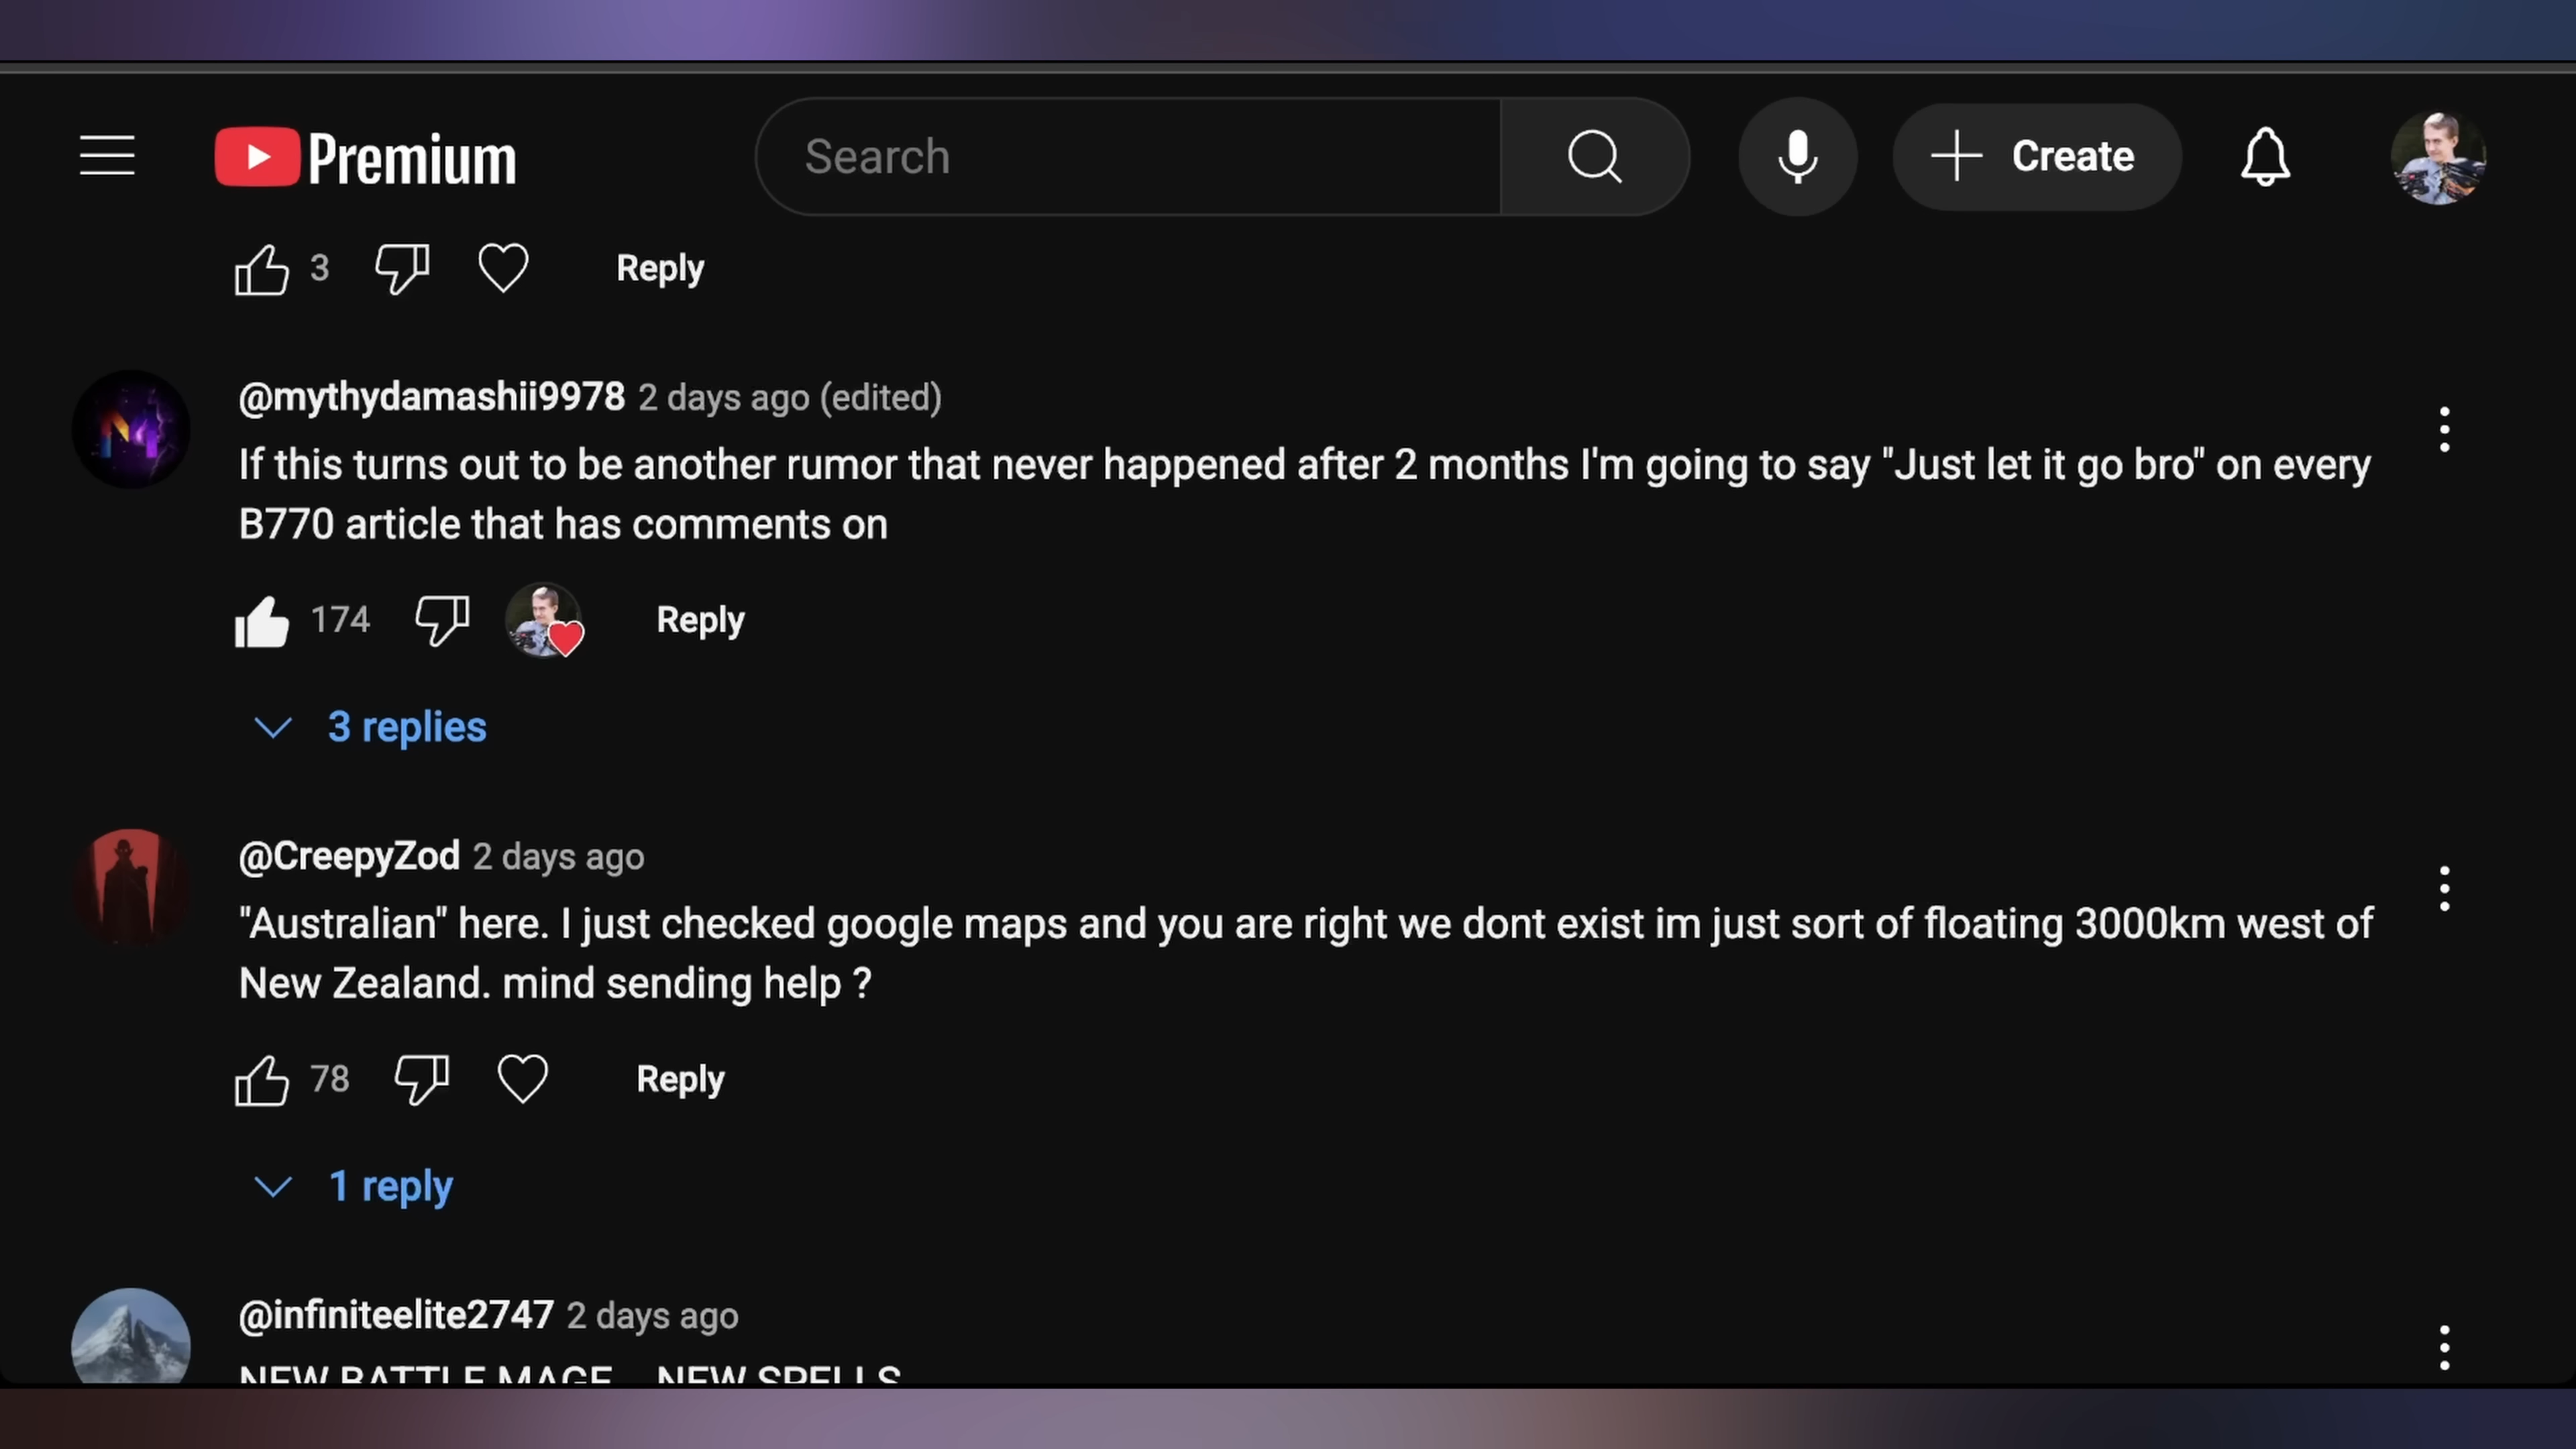 Premium
Search
Create
3
Reply
@mythydamashii9978 2 days ago (edited)
If this turns out to be another rumor that never happened after 2 months I'm going to say "Just let it go bro" on every
B770 article that has comments on
174
Reply
3 replies
@CreepyZod 2 days ago
"Australian" here. I just checked google maps and you are right we dont exist im just sort of floating 3000km west of
New Zealand. mind sending help ?
78
Reply
1 reply
@infiniteelite2747 2 days ago
NEW BATTLE MAGE... NEW SPELLS